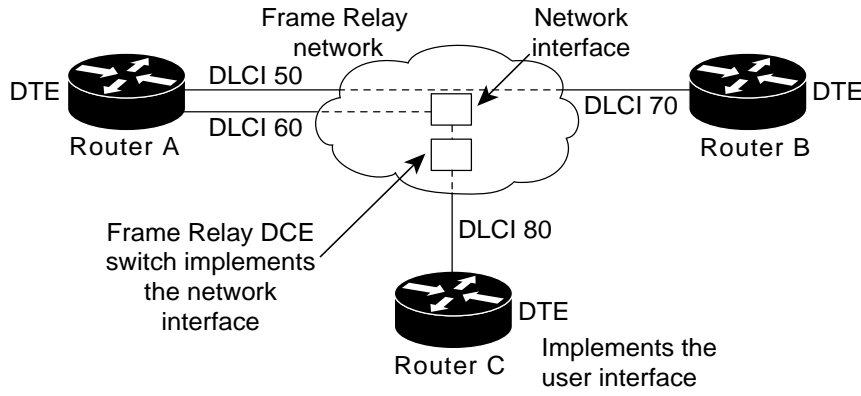 Frame Relay
network
Network
interface
DTE
DLCI 50
DLCI 60
Router A
DLCI 70
DTE
Router B
Frame Relay DCE
switch implements
the network
interface
DLCI 80
DTE
Router C
Implements the
user interface